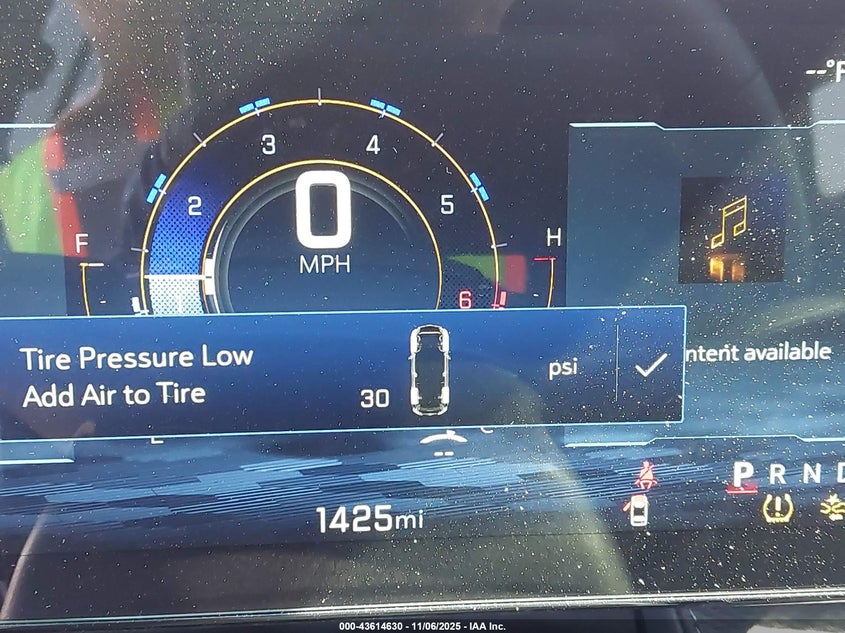 --°F
3 4
2 5
0
MPH
F H
6
Tire Pressure Low
Add Air to Tire
30
psi
ntent available
--
1425mi
P R N D
000-43614630 - 11/06/2025 - IAA Inc.